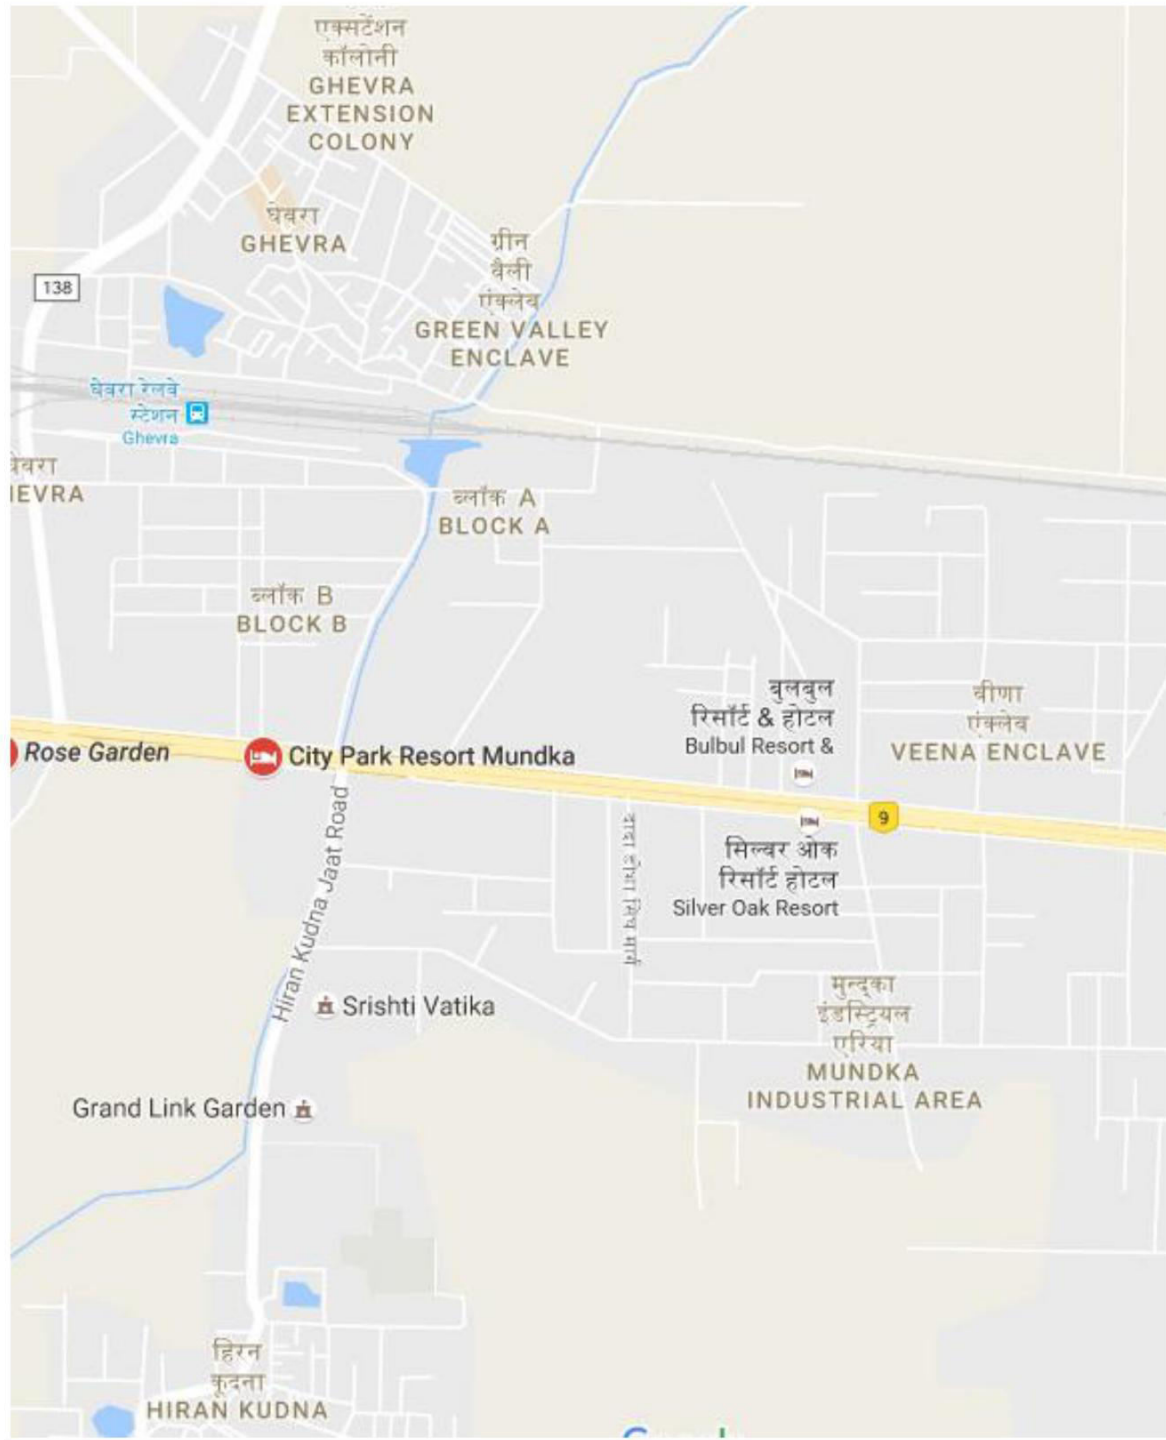 एक्सटेंशन
कॉलोनी
GHEVRA
EXTENSION
COLONY
घेवरा
GHEVRA
ग्रीन
वैली
एंक्लेव
GREEN VALLEY
ENCLAVE
138
घेवरा रेलवे
स्टेशन
Ghevra
घेवरा
HEVRA
ब्लॉक A
BLOCK A
ब्लॉक B
BLOCK B
बुलबुल
रिसॉर्ट & होटल
Bulbul Resort &
वीणा
एंक्लेव
VEENA ENCLAVE
Rose Garden
City Park Resort Mundka
9
सिल्वर ओक
रिसॉर्ट होटल
Silver Oak Resort
Hiran Kudna Jaat Road
Srishti Vatika
मुन्द्का
इंडस्ट्रियल
एरिया
MUNDKA
INDUSTRIAL AREA
Grand Link Garden
हिरन
कूदना
HIRAN KUDNA